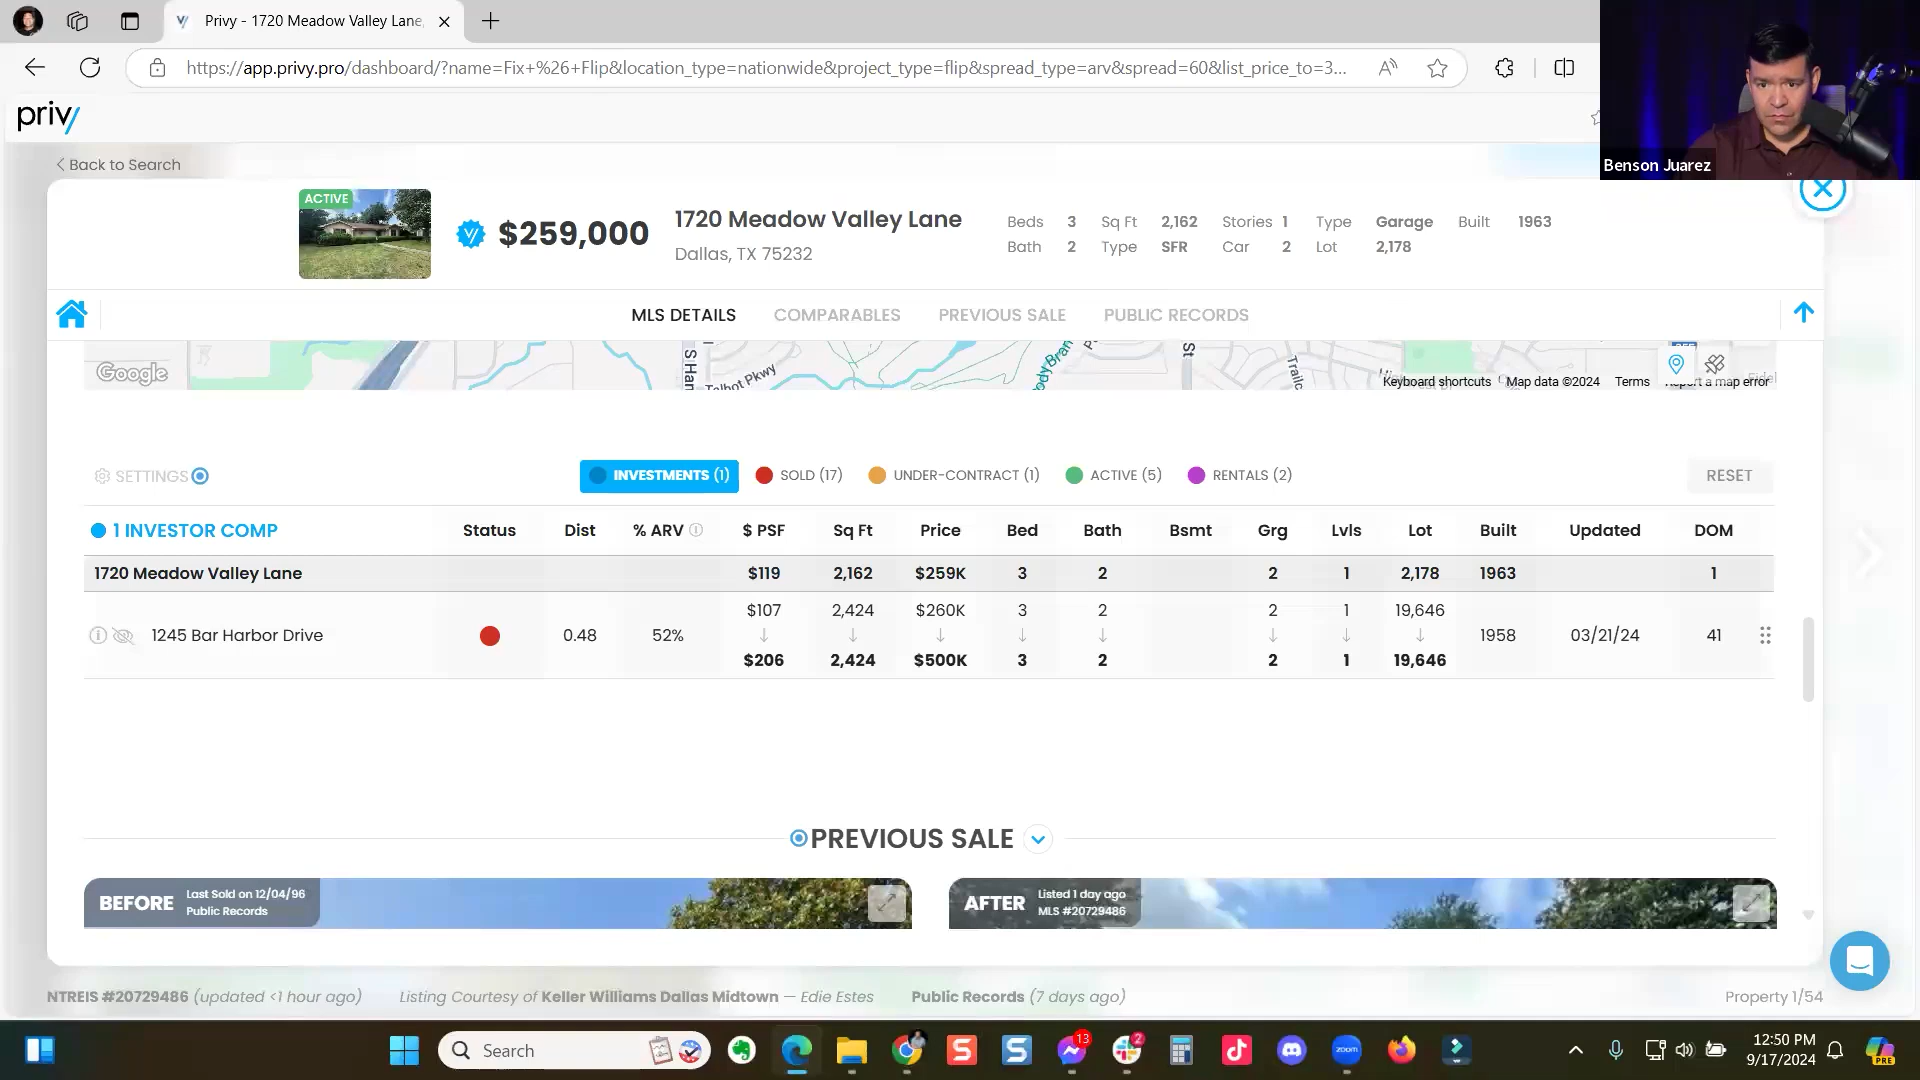 Privy - 1720 Meadow Valley Lane,
https://app.privy.pro/dashboard/?name=Fix+%26+Flip&location_type=nationwide&project_type=flip&spread_type=arv&spread=60&list_price_to=3...
Benson Juarez
privy
Back to Search
ACTIVE
$259,000
1720 Meadow Valley Lane
Dallas, TX 75232
Beds 3 Sq Ft 2,162 Stories 1 Type Garage Built 1963
Bath 2 Type SFR Car 2 Lot 2,178
MLS DETAILS COMPARABLES PREVIOUS SALE PUBLIC RECORDS
Google
Talbot Pkwy
St
Keyboard shortcuts Map data ©2024 Terms Report a map error
SETTINGS INVESTMENTS (1) SOLD (17) UNDER-CONTRACT (1) ACTIVE (5) RENTALS (2) RESET
1 INVESTOR COMP Status Dist % ARV $ PSF Sq Ft Price Bed Bath Bsmt Grg Lvls Lot Built Updated DOM
1720 Meadow Valley Lane $119 2,162 $259K 3 2 2 1 2,178 1963 1
$107 2,424 $260K 3 2 2 1 19,646
1245 Bar Harbor Drive 0.48 52% 1958 03/21/24 41
$206 2,424 $500K 3 2 2 1 19,646
PREVIOUS SALE
BEFORE Last Sold on 12/04/96
Public Records
AFTER Listed 1 day ago
MLS #20729486
NTREIS #20729486 (updated <1 hour ago) Listing Courtesy of Keller Williams Dallas Midtown — Edie Estes Public Records (7 days ago) Property 1/54
Search
13
2
zoom
12:50 PM
9/17/2024
PRE